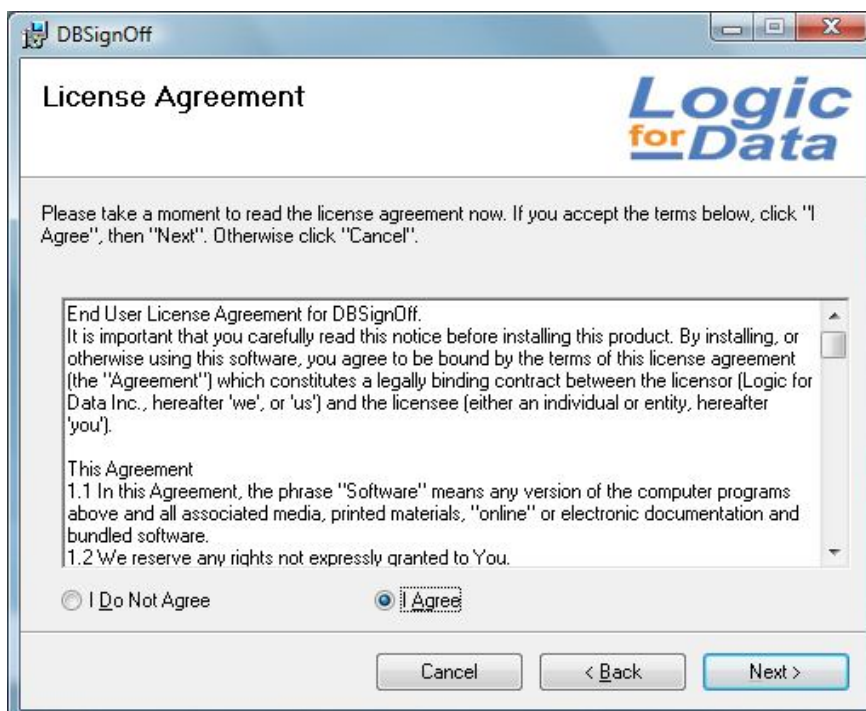 DBSignOff
License Agreement
Logic
for Data
Please take a moment to read the license agreement now. If you accept the terms below, click "I
Agree", then "Next". Otherwise click "Cancel".
End User License Agreement for DBSignOff.
It is important that you carefully read this notice before installing this product. By installing, or
otherwise using this software, you agree to be bound by the terms of this license agreement
(the "Agreement") which constitutes a legally binding contract between the licensor (Logic for
Data Inc., hereafter 'we', or 'us') and the licensee (either an individual or entity, hereafter
'you').
This Agreement
1.1 In this Agreement, the phrase "Software" means any version of the computer programs
above and all associated media, printed materials, "online" or electronic documentation and
bundled software.
1.2 We reserve any rights not expressly granted to You.
I Do Not Agree
I Agree
Cancel
< Back
Next >